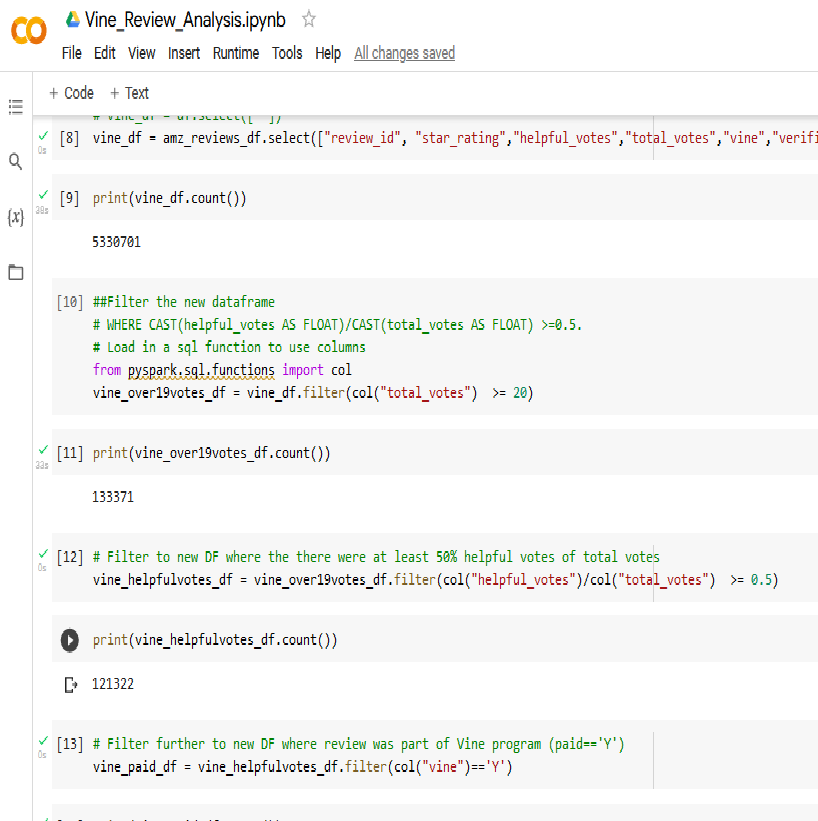 Vine_Review_Analysis.ipynb
File Edit View Insert Runtime Tools Help All changes saved
+ Code + Text
# vine_df = df.select([" "])
[8] vine_df = amz_reviews_df.select(["review_id", "star_rating","helpful_votes","total_votes","vine","verifi
0s
[9] print(vine_df.count())
38s
5330701
[10] ##Filter the new dataframe
# WHERE CAST(helpful_votes AS FLOAT)/CAST(total_votes AS FLOAT) >=0.5.
# Load in a sql function to use columns
from pyspark.sql.functions import col
vine_over19votes_df = vine_df.filter(col("total_votes") >= 20)
[11] print(vine_over19votes_df.count())
33s
133371
[12] # Filter to new DF where the there were at least 50% helpful votes of total votes
0s
vine_helpfulvotes_df = vine_over19votes_df.filter(col("helpful_votes")/col("total_votes") >= 0.5)
print(vine_helpfulvotes_df.count())
121322
[13] # Filter further to new DF where review was part of Vine program (paid=='Y')
0s
vine_paid_df = vine_helpfulvotes_df.filter(col("vine")=='Y')